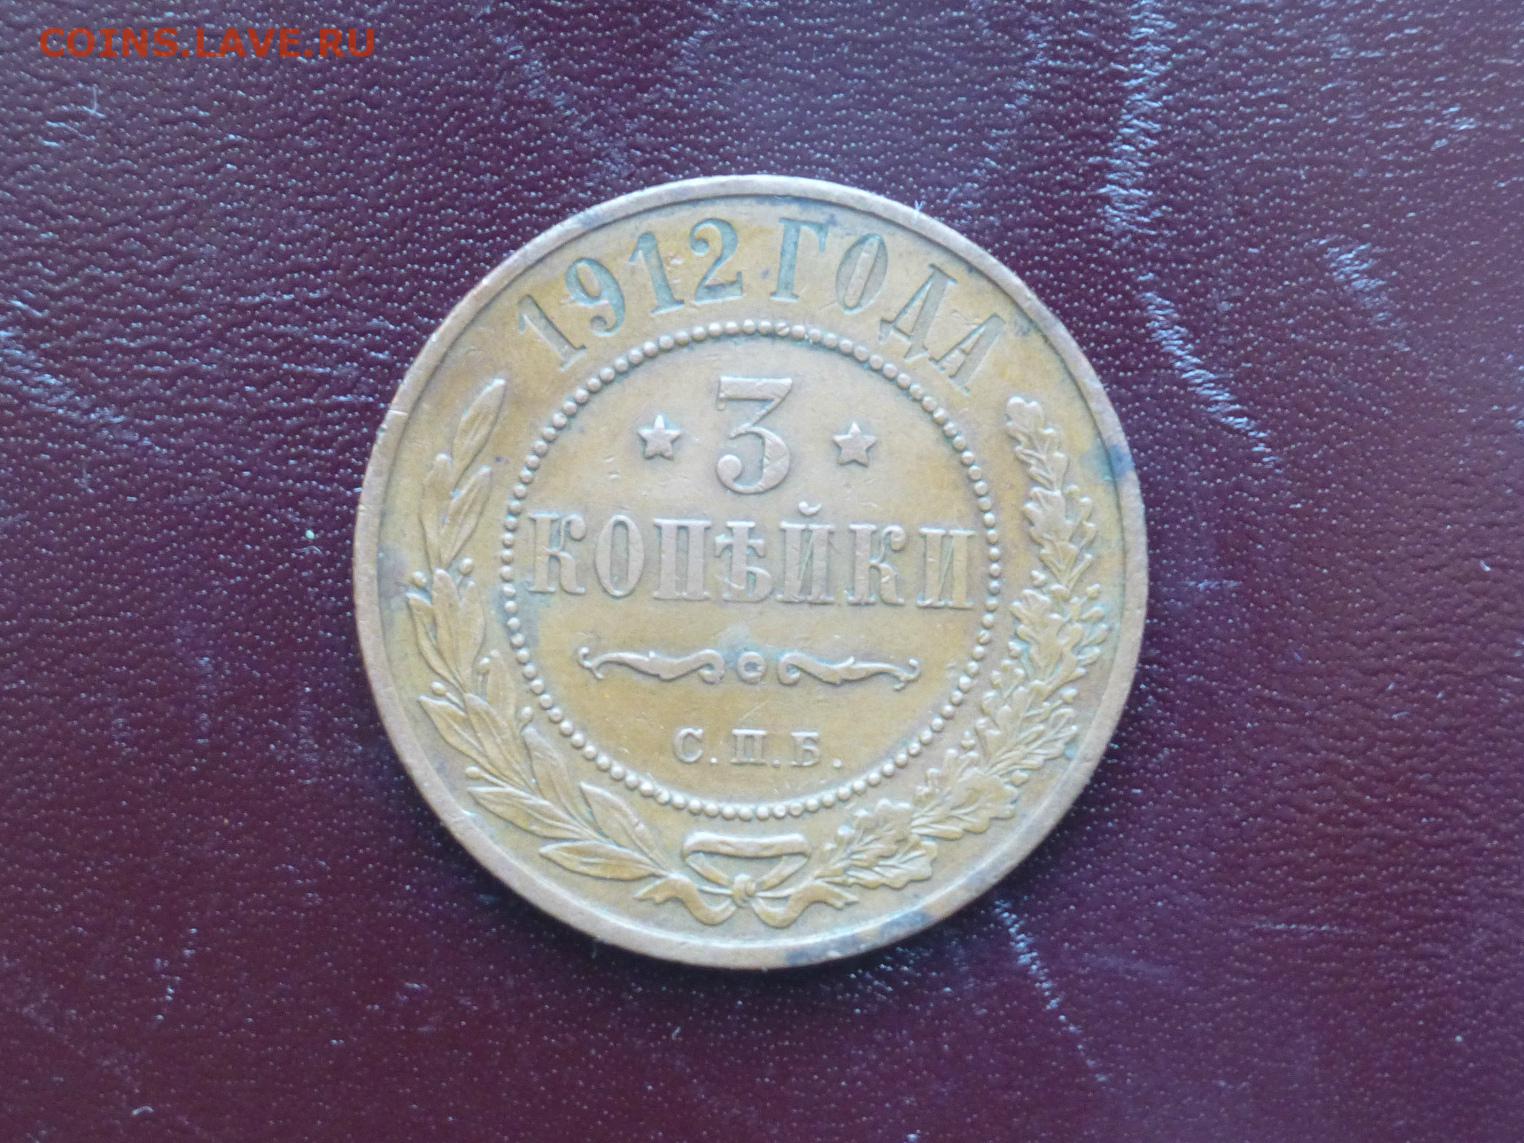 COINS.LAVE.RU
1912 ГОДА
3
КОПѢЙКИ
С.П.Б.